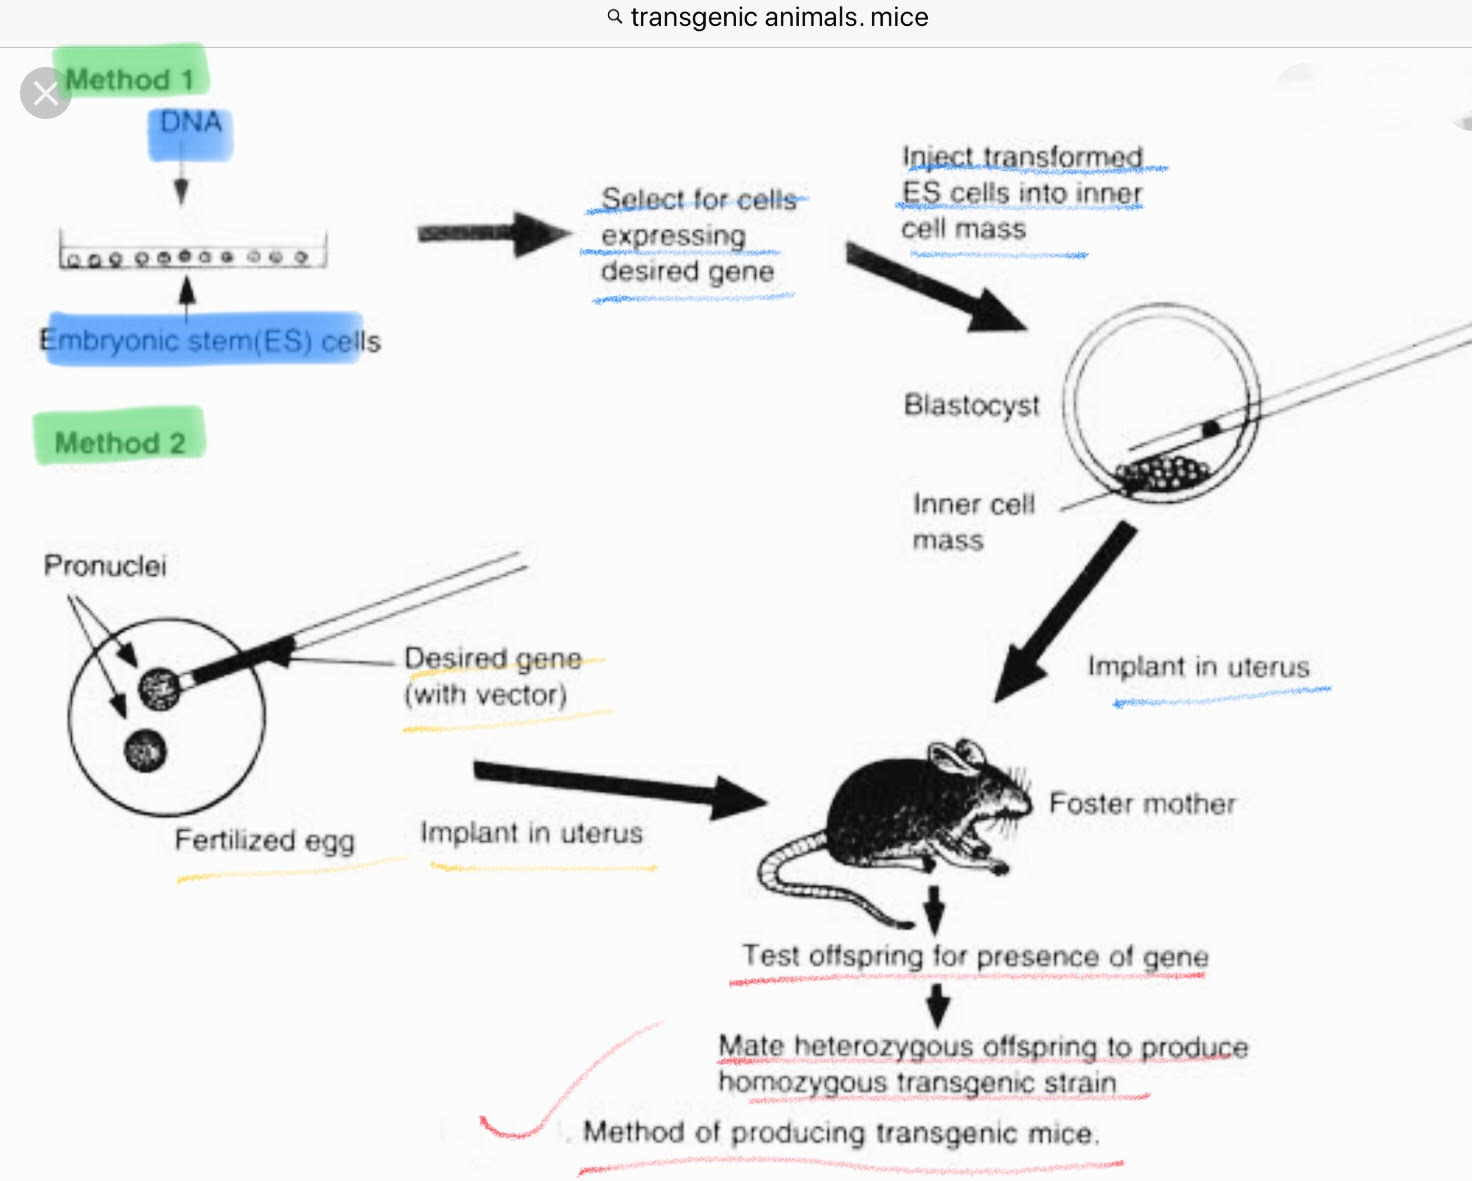 transgenic animals. mice
Method 1
DNA
Embryonic stem(ES) cells
Select for cells
expressing
desired gene
Inject transformed
ES cells into inner
cell mass
Blastocyst
Inner cell
mass
Implant in uterus
Method 2
Pronuclei
Desired gene
(with vector)
Fertilized egg
Implant in uterus
Foster mother
Test offspring for presence of gene
Mate heterozygous offspring to produce
homozygous transgenic strain
Method of producing transgenic mice.